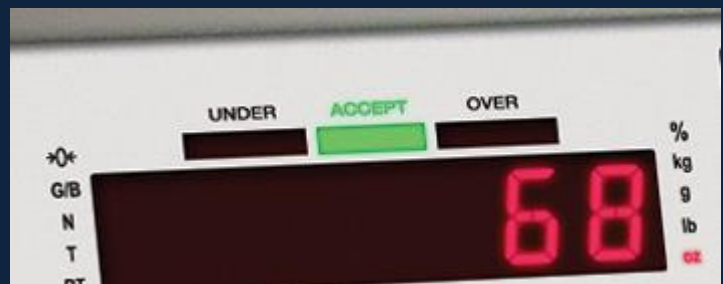 UNDER ACCEPT OVER
→0← %
G/B kg
N g
T lb
68
oz